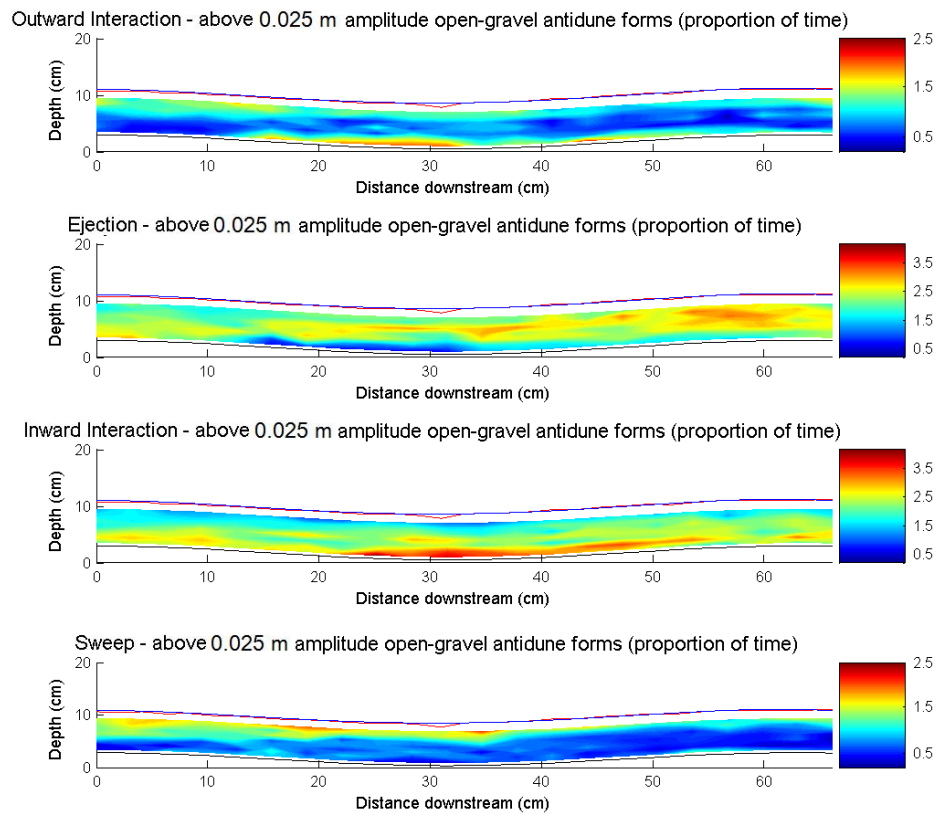 Outward Interaction - above 0.025 m amplitude open-gravel antidune forms (proportion of time)
20
10
0
Depth (cm)
0 10 20 30 40 50 60
Distance downstream (cm)
2.5
1.5
0.5
Ejection - above 0.025 m amplitude open-gravel antidune forms (proportion of time)
20
10
0
Depth (cm)
0 10 20 30 40 50 60
Distance downstream (cm)
3.5
2.5
1.5
0.5
Inward Interaction - above 0.025 m amplitude open-gravel antidune forms (proportion of time)
20
10
0
Depth (cm)
0 10 20 30 40 50 60
Distance downstream (cm)
3.5
2.5
1.5
0.5
Sweep - above 0.025 m amplitude open-gravel antidune forms (proportion of time)
20
10
0
Depth (cm)
0 10 20 30 40 50 60
Distance downstream (cm)
2.5
1.5
0.5